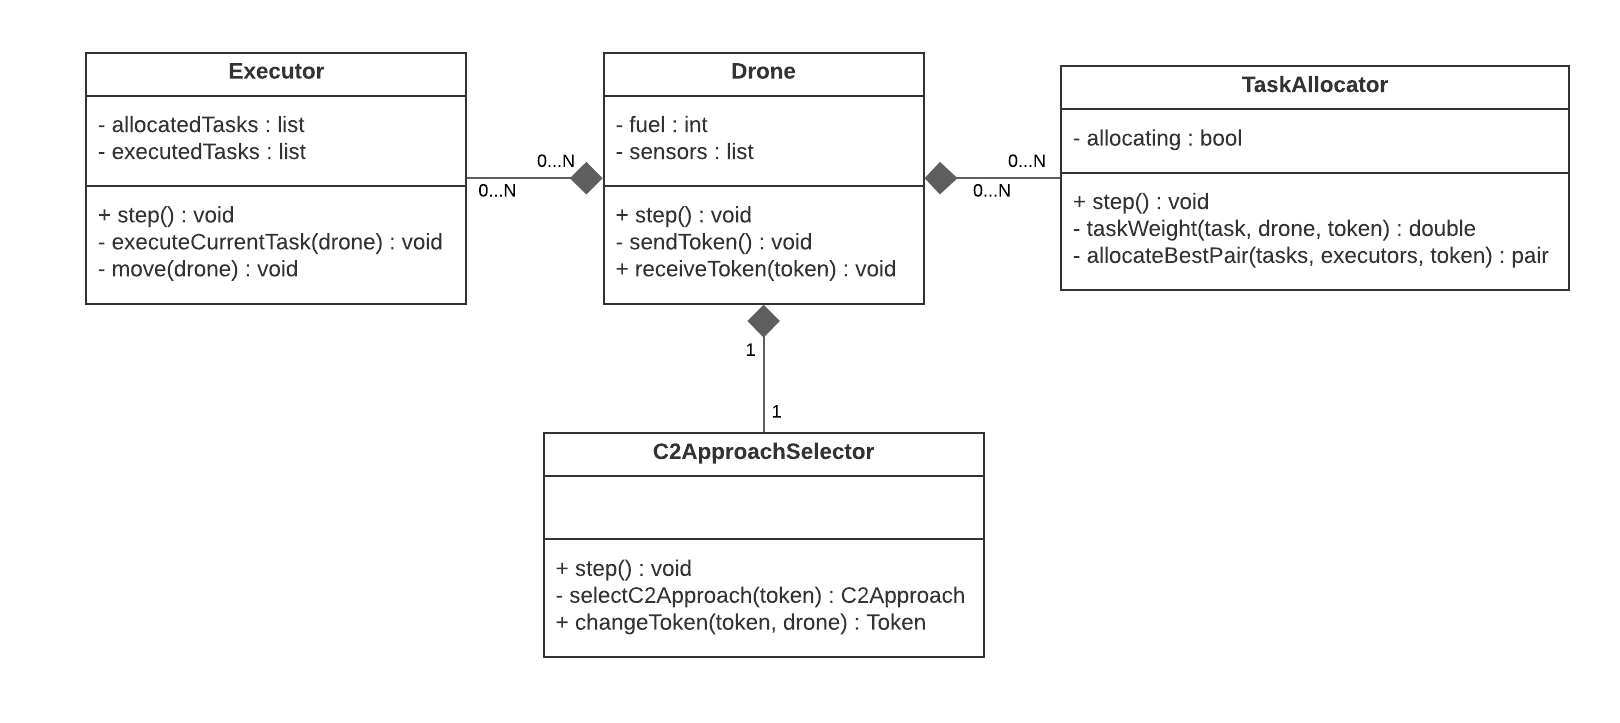 Executor
- allocatedTasks : list
- executedTasks : list
+ step() : void
- executeCurrentTask(drone) : void
- move(drone) : void
0...N
0...N
Drone
- fuel : int
- sensors : list
+ step() : void
- sendToken() : void
+ receiveToken(token) : void
0...N
0...N
TaskAllocator
- allocating : bool
+ step() : void
- taskWeight(task, drone, token) : double
- allocateBestPair(tasks, executors, token) : pair
1
1
C2ApproachSelector
+ step() : void
- selectC2Approach(token) : C2Approach
+ changeToken(token, drone) : Token